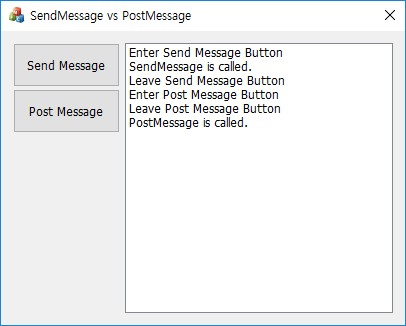 SendMessage vs PostMessage
Send Message
Post Message
Enter Send Message Button
SendMessage is called.
Leave Send Message Button
Enter Post Message Button
Leave Post Message Button
PostMessage is called.